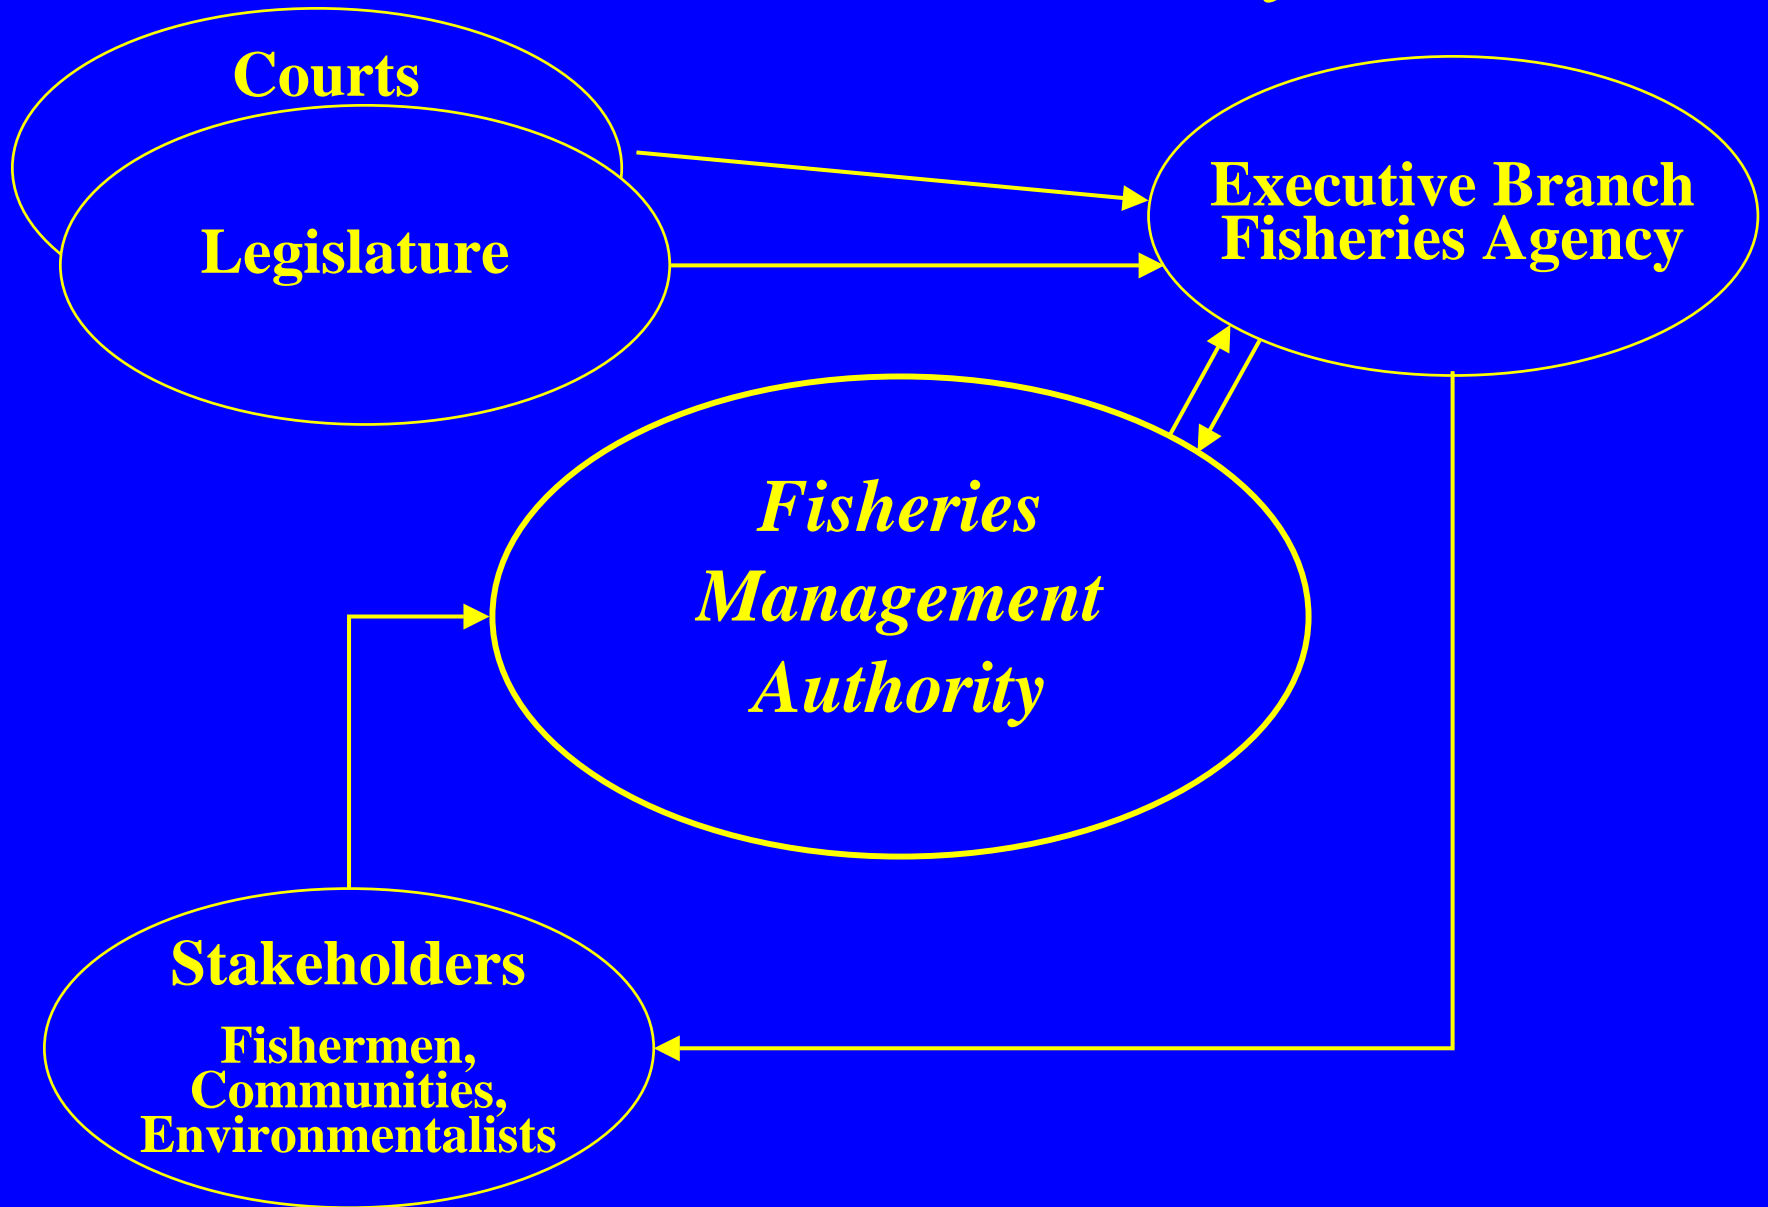 Courts
Legislature
Executive Branch
Fisheries Agency
Fisheries
Management
Authority
Stakeholders
Fishermen,
Communities,
Environmentalists